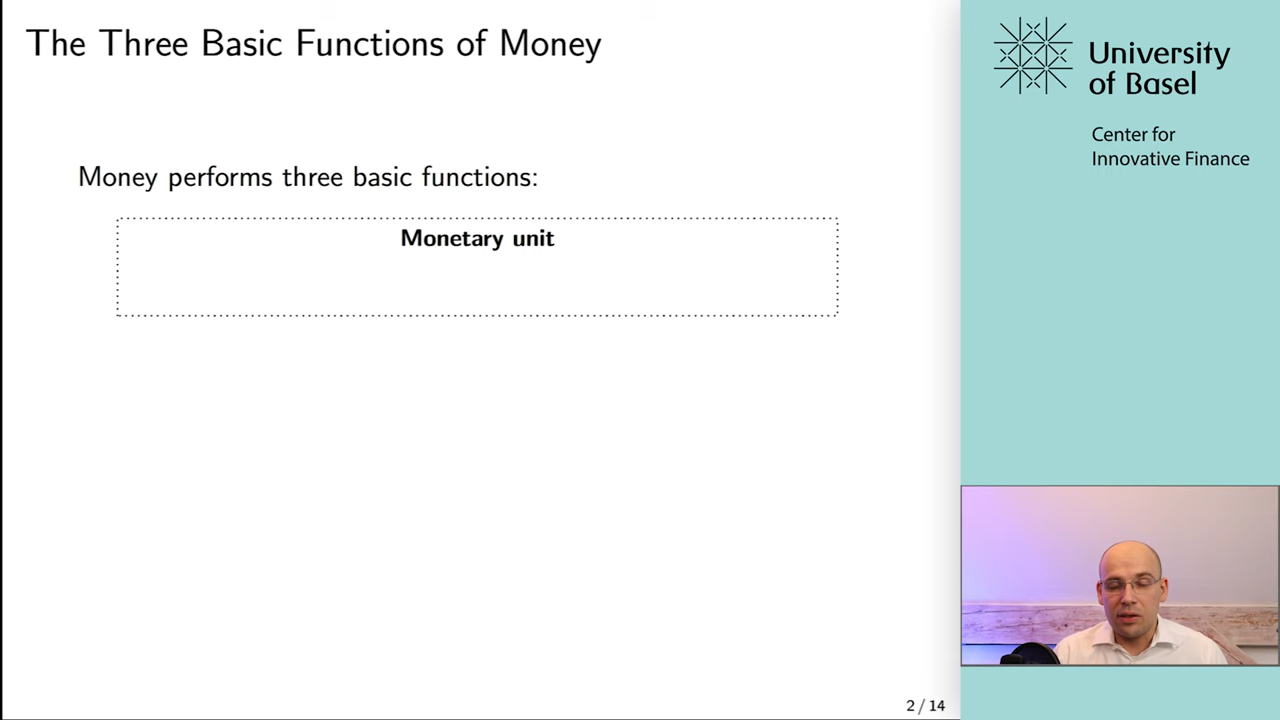 The Three Basic Functions of Money
Money performs three basic functions:
Monetary unit
2 / 14
University
of Basel
Center for
Innovative Finance